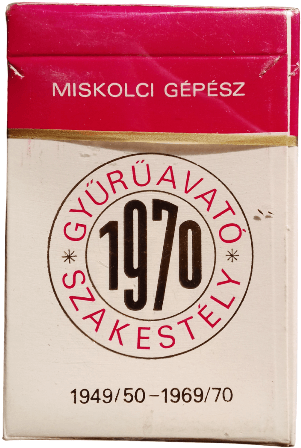 MISKOLCI GÉPÉSZ
GYŰRŰAVATÓ
1970
* SZAKESTÉLY *
1949/50-1969/70